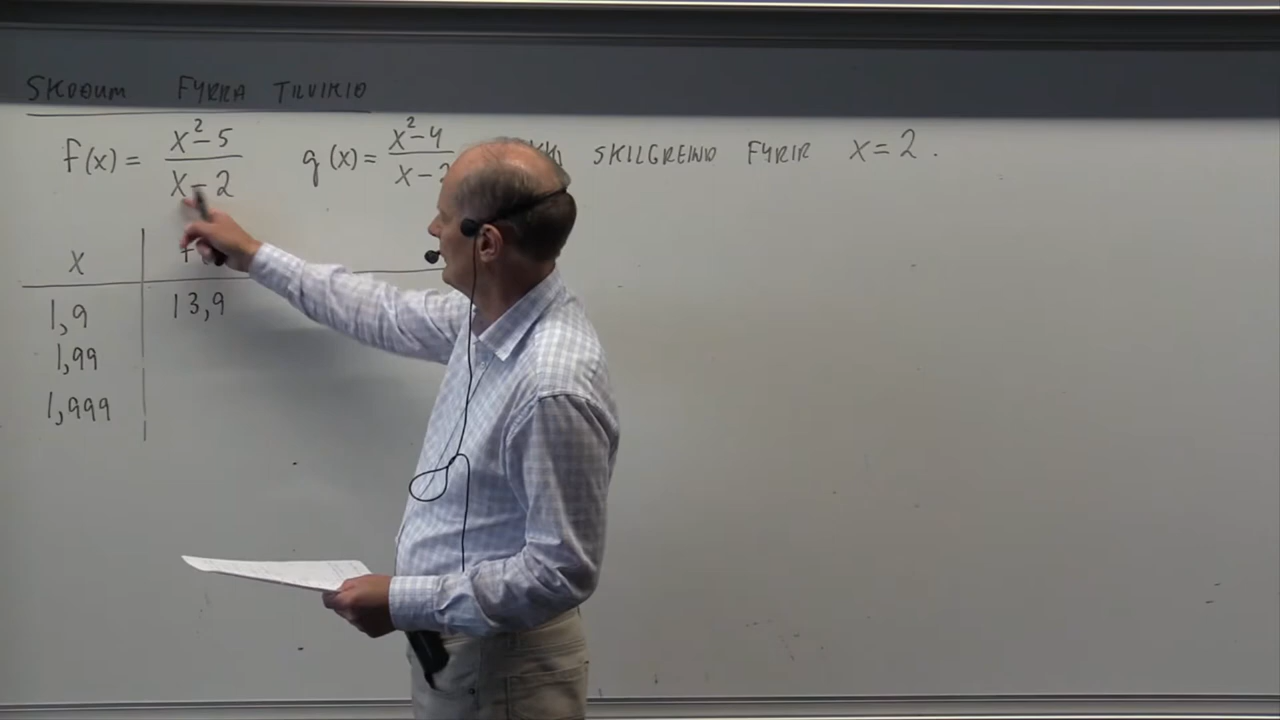 SKOÐUM FYRRA TILVIKIÐ
f(x) = x²-5 / x-2 g(x) = x²-4 / x-2 SKILGREIND FYRIR x=2.
x
1,9 13,9
1,99
1,999